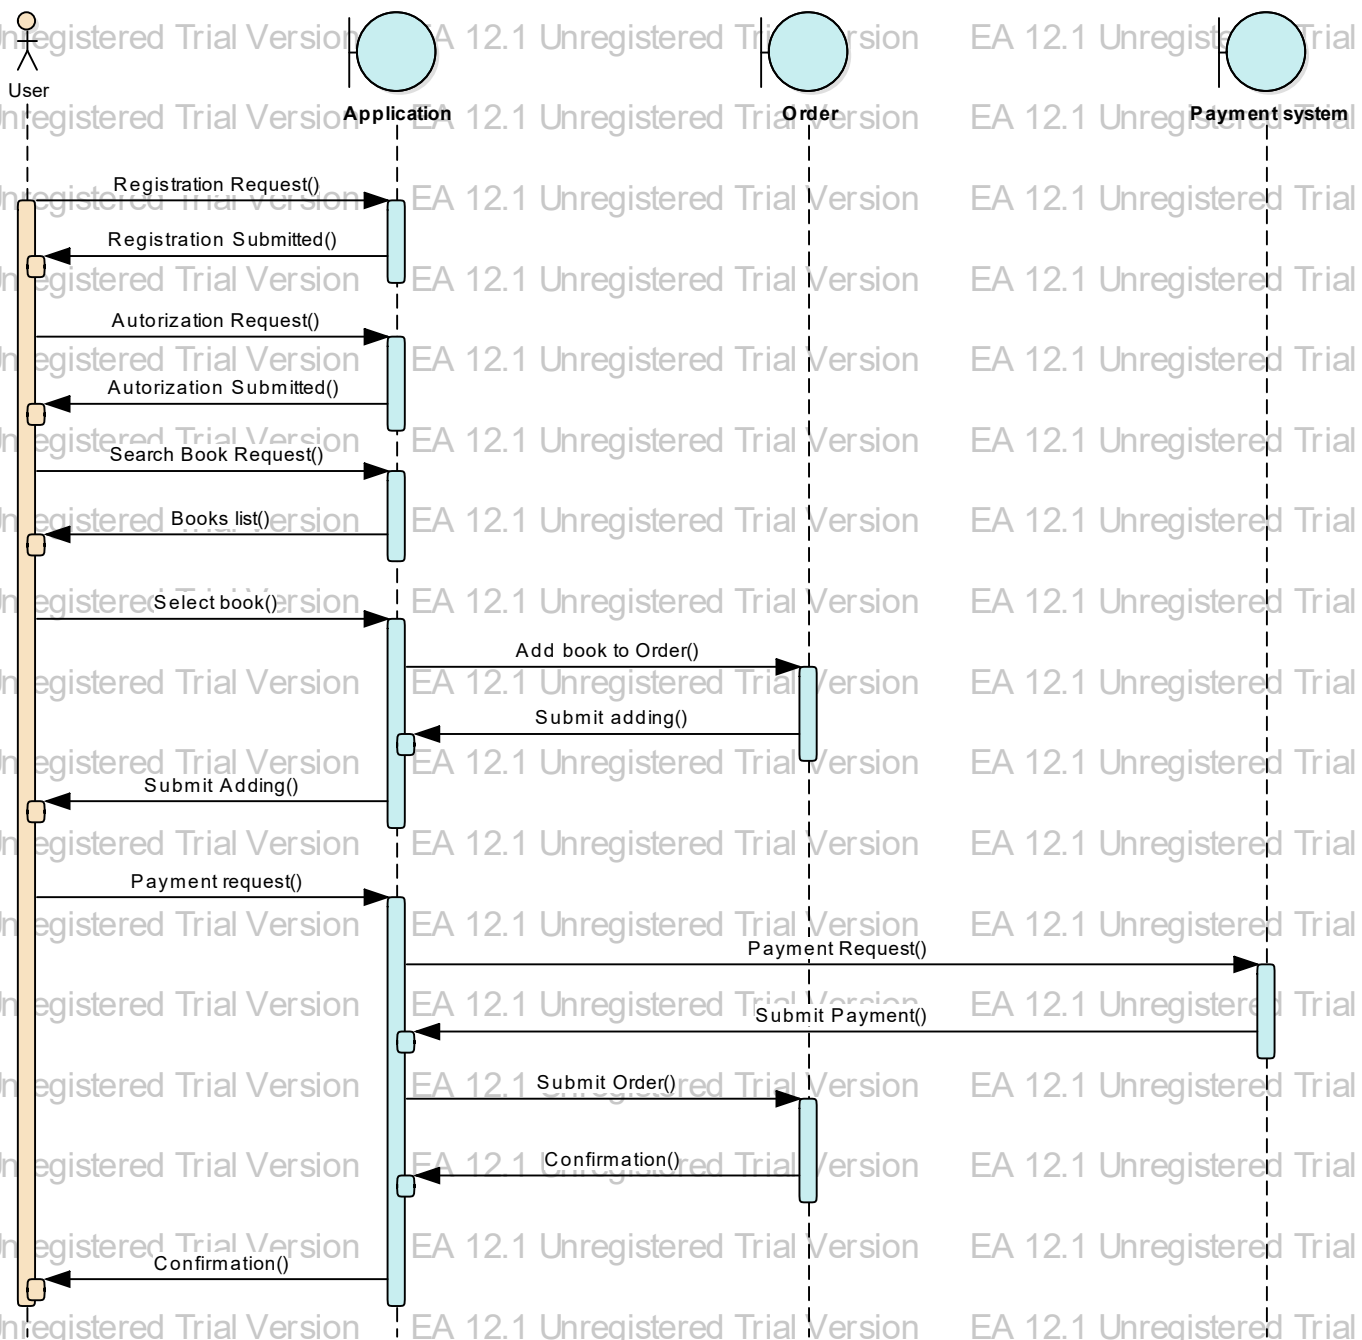 User
Application
Order
Payment system
Registration Request()
Registration Submitted()
Autorization Request()
Autorization Submitted()
Search Book Request()
Books list()
Select book()
Add book to Order()
Submit adding()
Submit Adding()
Payment request()
Payment Request()
Submit Payment()
Submit Order()
Confirmation()
Confirmation()
EA 12.1 Unregistered Trial Version